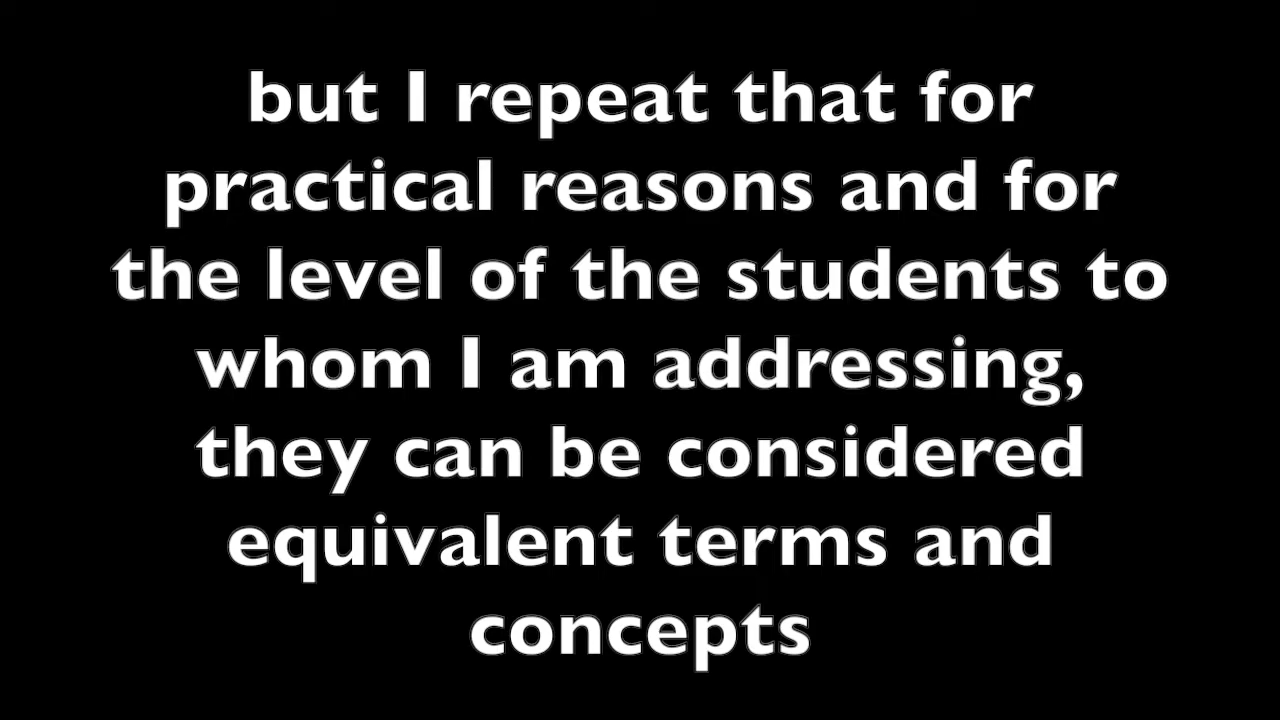 but I repeat that for
practical reasons and for
the level of the students to
whom I am addressing,
they can be considered
equivalent terms and
concepts